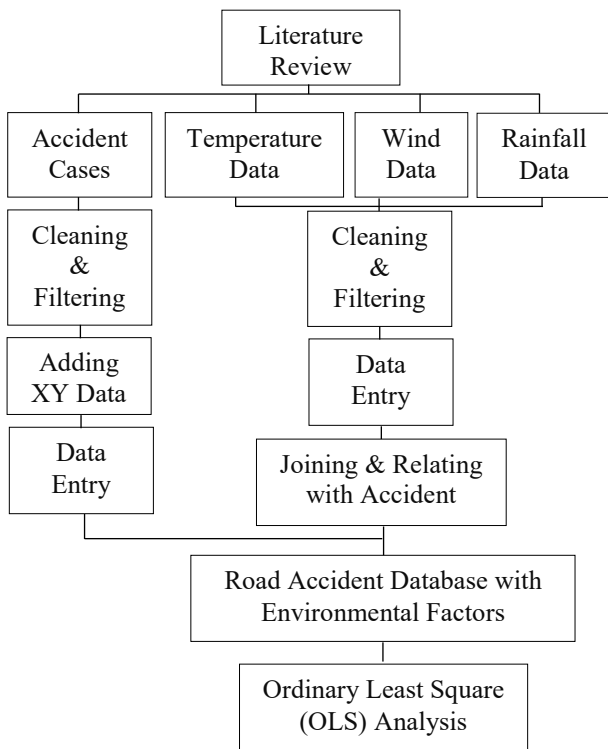 Literature
Review
Accident
Cases
Temperature
Data
Wind
Data
Rainfall
Data
Cleaning
&
Filtering
Cleaning
&
Filtering
Adding
XY Data
Data
Entry
Data
Entry
Joining & Relating
with Accident
Road Accident Database with
Environmental Factors
Ordinary Least Square
(OLS) Analysis